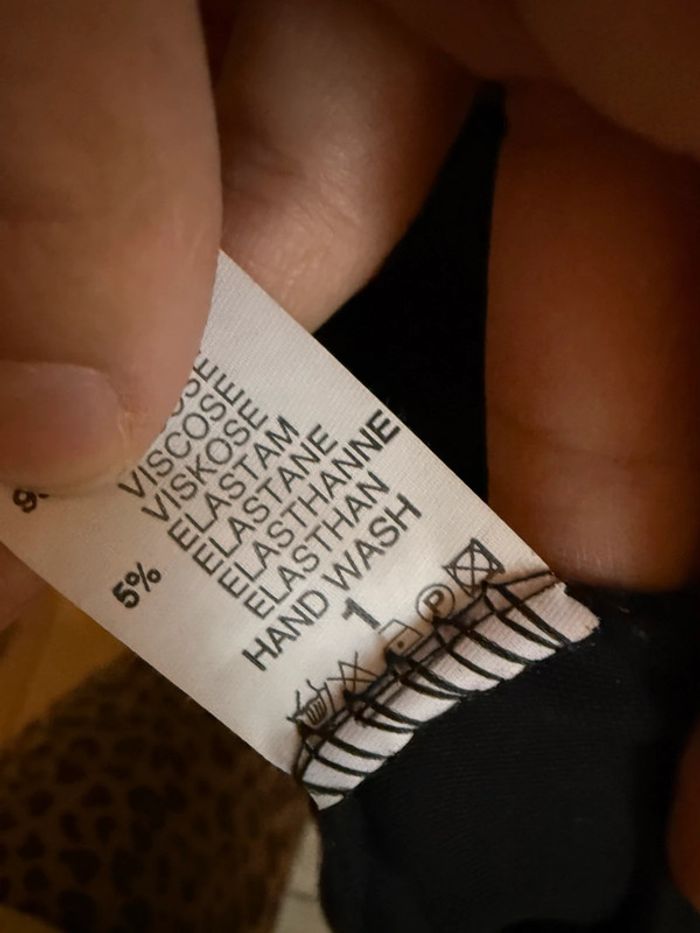 VISCOSE
VISKOSE
5% ELASTAM
ELASTANE
ELASTHANNE
ELASTHAN
HAND WASH
1
P